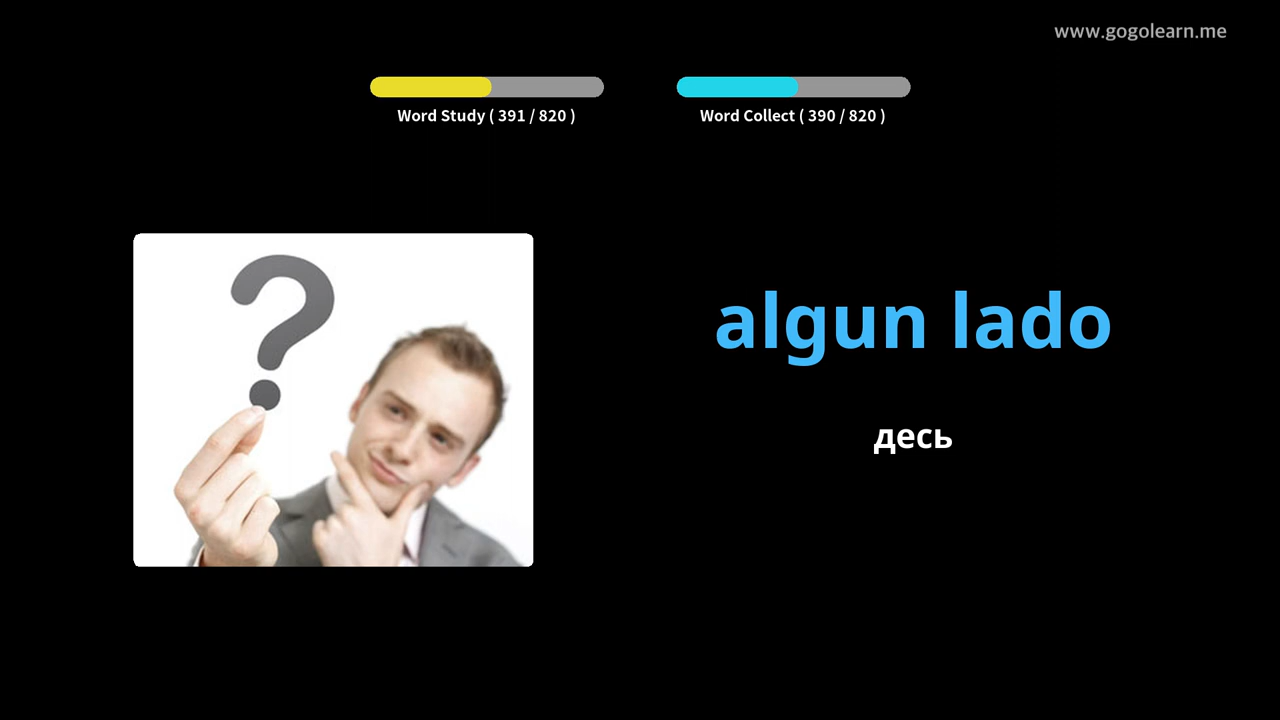 www.gogolearn.me
Word Study ( 391 / 820 )
Word Collect ( 390 / 820 )
algun lado
десь